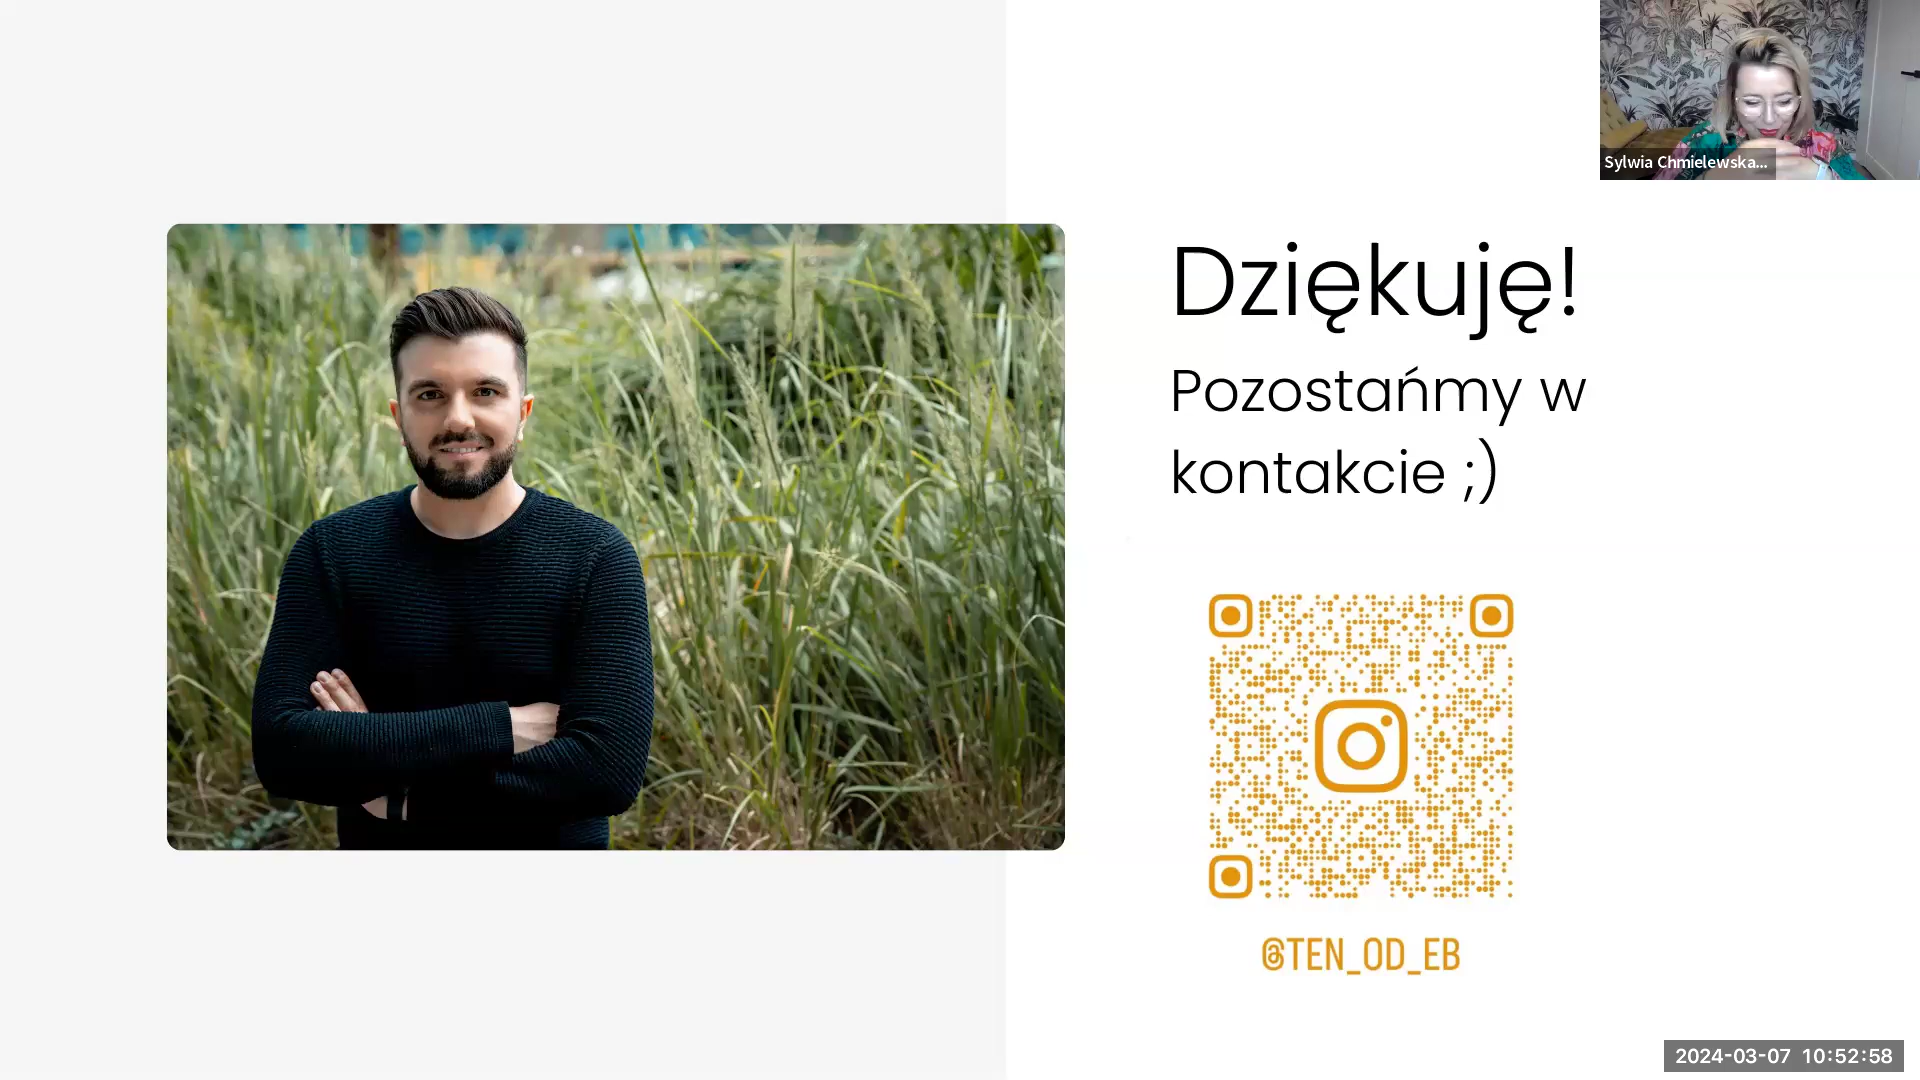 Sylwia Chmielewska...
Dziękuję!
Pozostańmy w
kontakcie ;)
@TEN_OD_EB
2024-03-07 10:52:58